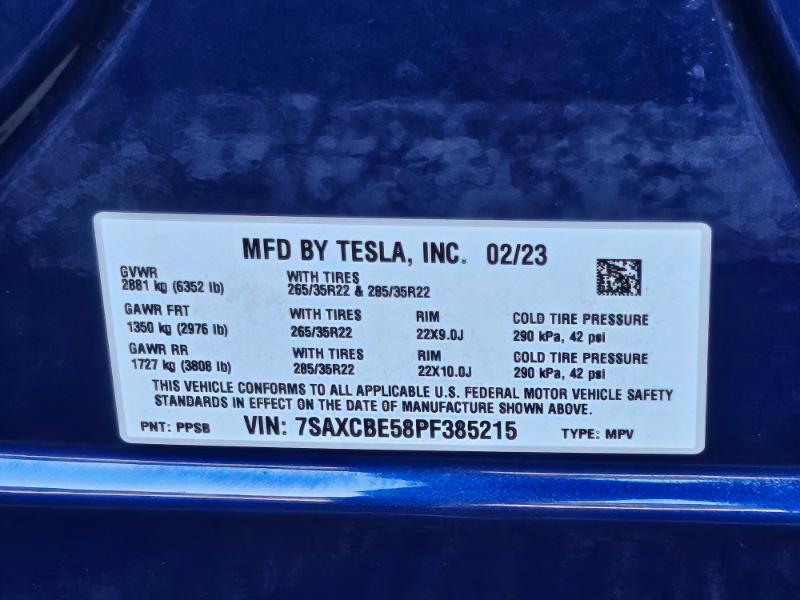 MFD BY TESLA, INC. 02/23
GVWR
2881 kg (6352 lb)
WITH TIRES
265/35R22 & 285/35R22
GAWR FRT
1350 kg (2976 lb)
WITH TIRES
265/35R22
RIM
22X9.0J
COLD TIRE PRESSURE
290 kPa, 42 psi
GAWR RR
1727 kg (3808 lb)
WITH TIRES
285/35R22
RIM
22X10.0J
COLD TIRE PRESSURE
290 kPa, 42 psi
THIS VEHICLE CONFORMS TO ALL APPLICABLE U.S. FEDERAL MOTOR VEHICLE SAFETY
STANDARDS IN EFFECT ON THE DATE OF MANUFACTURE SHOWN ABOVE.
PNT: PPSB VIN: 7SAXCBE58PF385215 TYPE: MPV